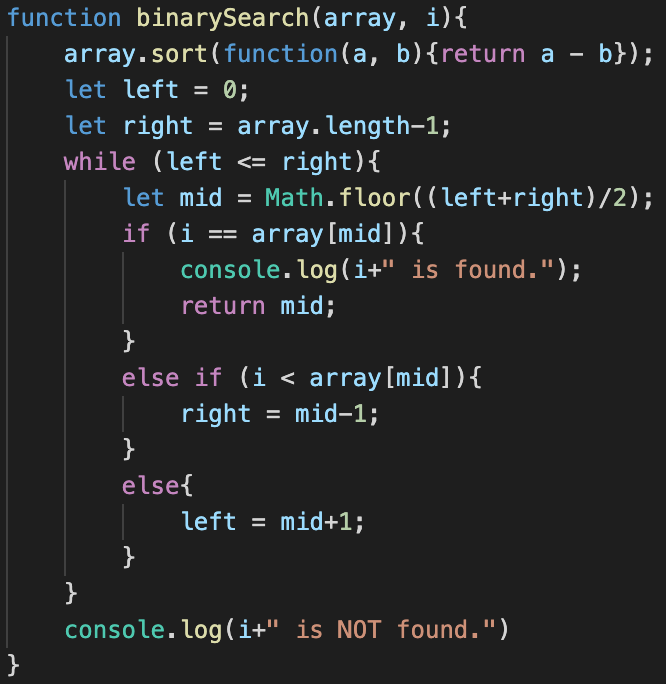 function binarySearch(array, i){
    array.sort(function(a, b){return a - b});
    let left = 0;
    let right = array.length-1;
    while (left <= right){
        let mid = Math.floor((left+right)/2);
        if (i == array[mid]){
            console.log(i+" is found.");
            return mid;
        }
        else if (i < array[mid]){
            right = mid-1;
        }
        else{
            left = mid+1;
        }
    }
    console.log(i+" is NOT found.")
}